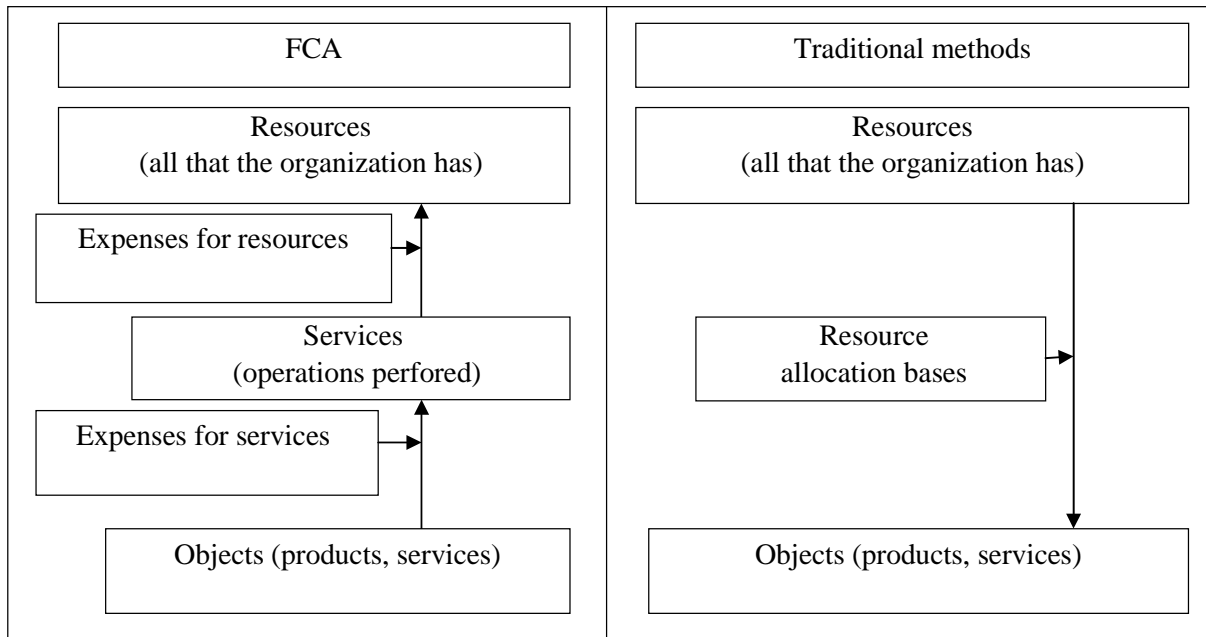 FCA
Resources
(all that the organization has)
Expenses for resources
Services
(operations perfored)
Expenses for services
Objects (products, services)
Traditional methods
Resources
(all that the organization has)
Resource
allocation bases
Objects (products, services)